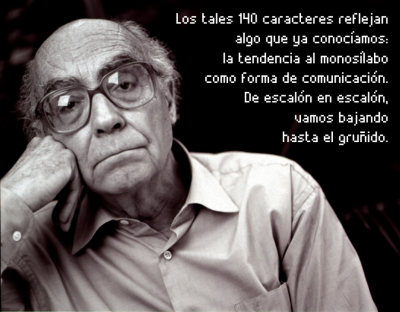 Los tales 140 caracteres reflejan
algo que ya conocíamos:
la tendencia al monosílabo
como forma de comunicación.
De escalón en escalón,
vamos bajando
hasta el gruñido.